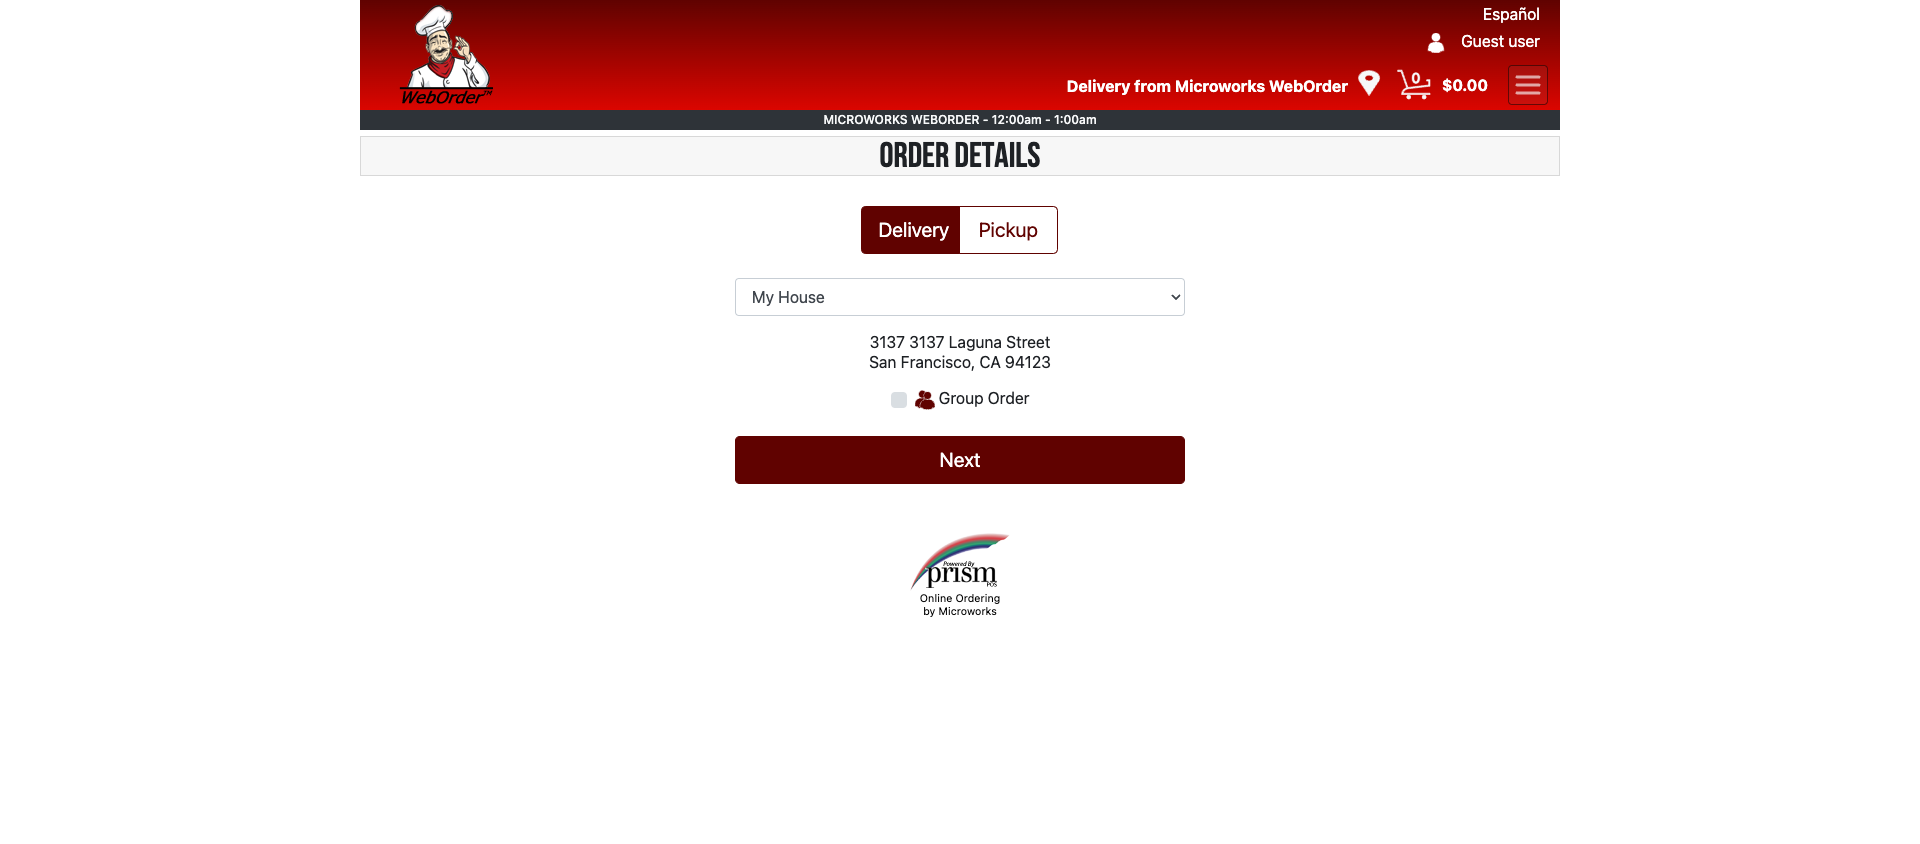 Español
Guest user
WebOrder
Delivery from Microworks WebOrder
0
$0.00
MICROWORKS WEBORDER - 12:00am - 1:00am
ORDER DETAILS
Delivery
Pickup
My House
3137 3137 Laguna Street
San Francisco, CA 94123
Group Order
Next
Powered By
prism
POS
Online Ordering
by Microworks